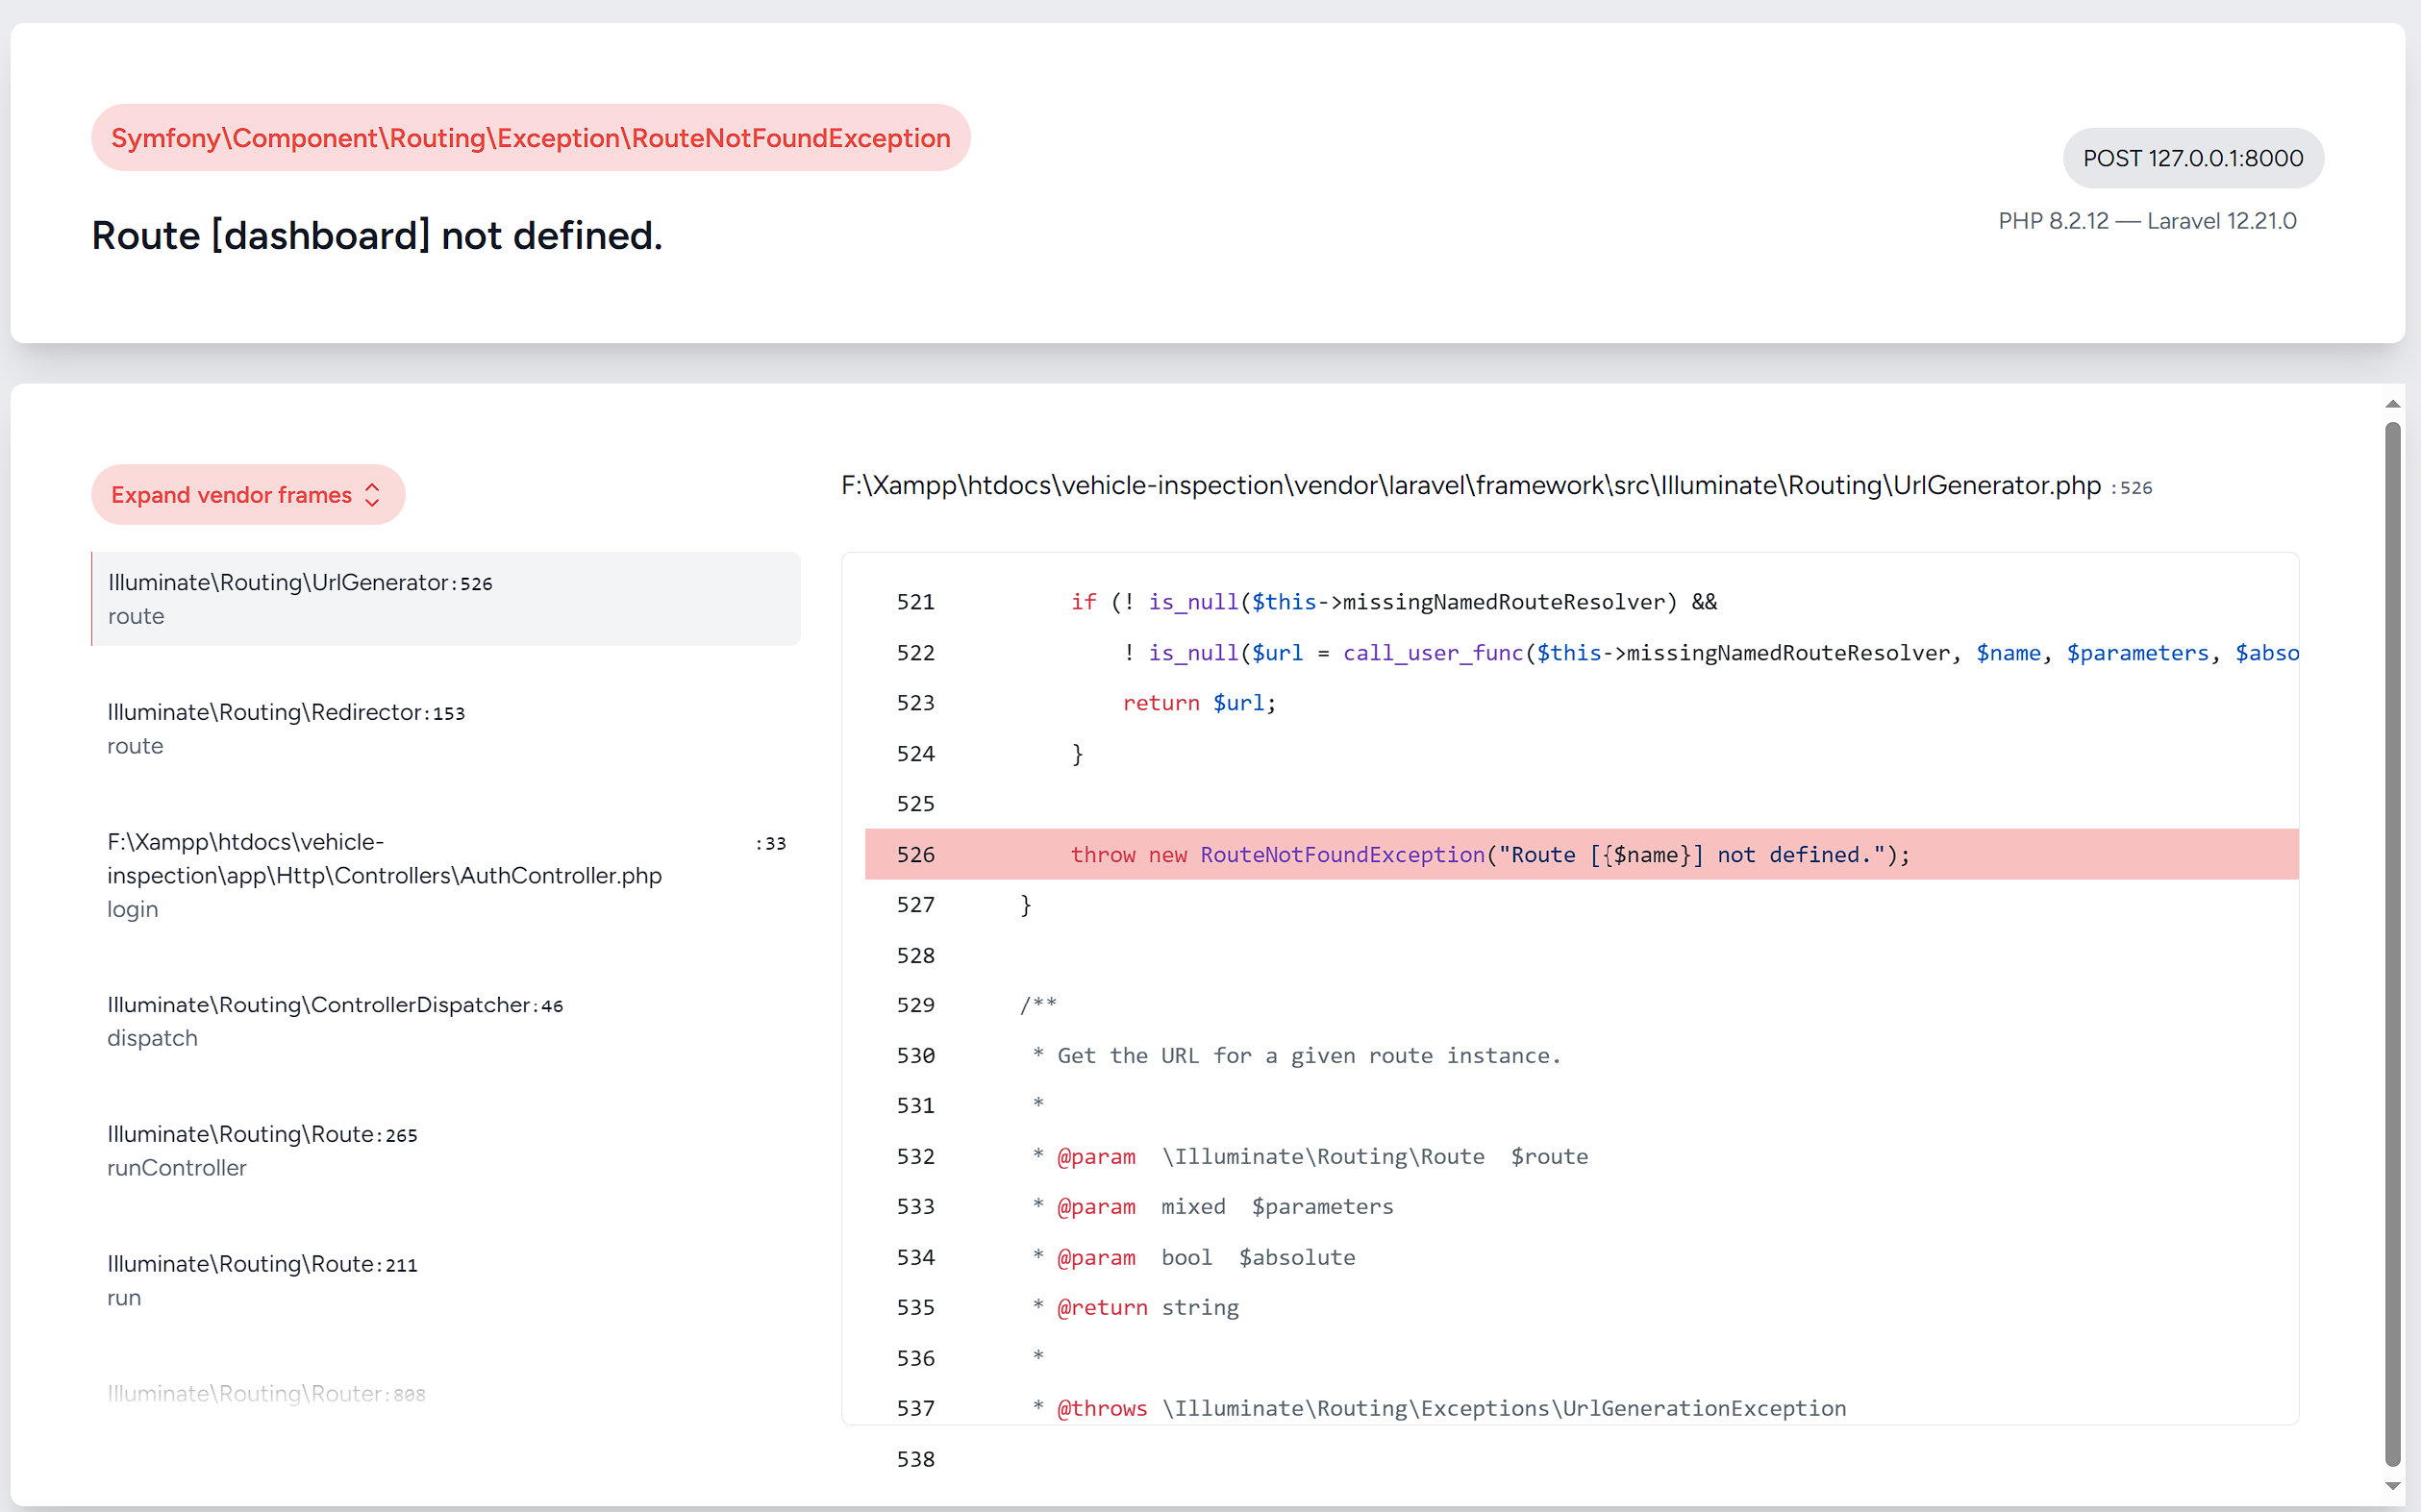 Symfony\Component\Routing\Exception\RouteNotFoundException
Route [dashboard] not defined.
POST 127.0.0.1:8000
PHP 8.2.12 — Laravel 12.21.0
Expand vendor frames
Illuminate\Routing\UrlGenerator:526
route
Illuminate\Routing\Redirector:153
route
F:\Xampp\htdocs\vehicle-
inspection\app\Http\Controllers\AuthController.php :33
login
Illuminate\Routing\ControllerDispatcher:46
dispatch
Illuminate\Routing\Route:265
runController
Illuminate\Routing\Route:211
run
Illuminate\Routing\Router:808
F:\Xampp\htdocs\vehicle-inspection\vendor\laravel\framework\src\Illuminate\Routing\UrlGenerator.php :526
521 if (! is_null($this->missingNamedRouteResolver) &&
522 ! is_null($url = call_user_func($this->missingNamedRouteResolver, $name, $parameters, $abso
523 return $url;
524 }
525
526 throw new RouteNotFoundException("Route [{$name}] not defined.");
527 }
528
529 /**
530 * Get the URL for a given route instance.
531 *
532 * @param \Illuminate\Routing\Route $route
533 * @param mixed $parameters
534 * @param bool $absolute
535 * @return string
536 *
537 * @throws \Illuminate\Routing\Exceptions\UrlGenerationException
538